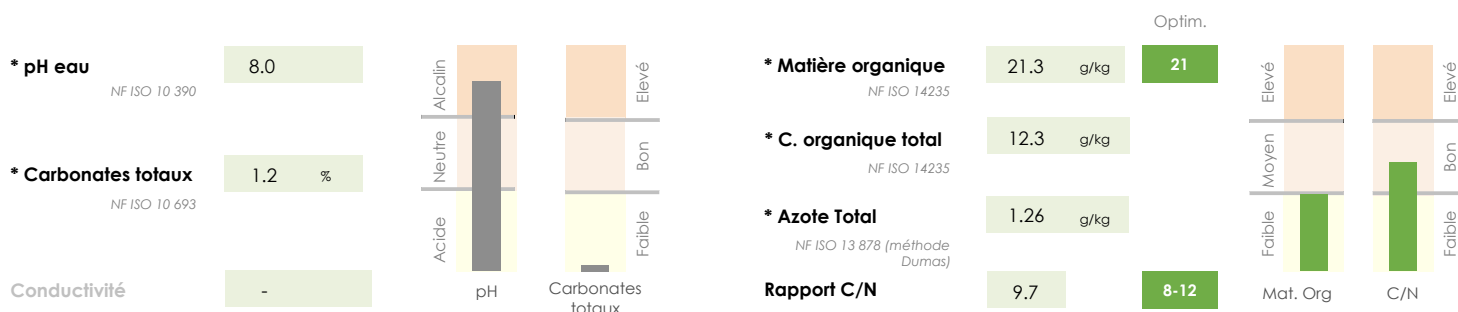 Optim.
* pH eau 8.0
NF ISO 10 390
* Carbonates totaux 1.2 %
NF ISO 10 693
Conductivité -
Alcalin
Neutre
Acide
Elevé
Bon
Faible
pH
Carbonates
totaux
* Matière organique 21.3 g/kg 21
NF ISO 14235
* C. organique total 12.3 g/kg
NF ISO 14235
* Azote Total 1.26 g/kg
NF ISO 13 878 (méthode
Dumas)
Rapport C/N 9.7 8-12
Elevé
Moyen
Faible
Elevé
Bon
Faible
Mat. Org
C/N